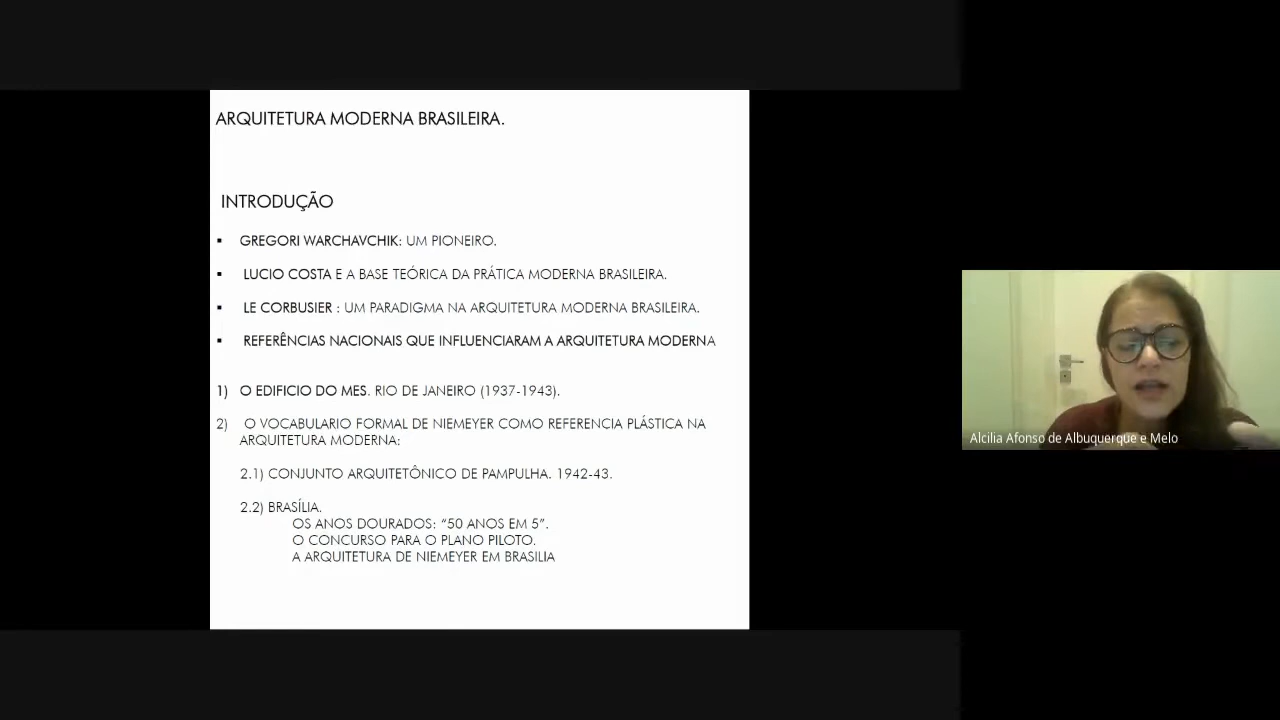 ARQUITETURA MODERNA BRASILEIRA.
INTRODUÇÃO
▪ GREGORI WARCHAVCHIK: UM PIONEIRO.
▪ LUCIO COSTA E A BASE TEÓRICA DA PRÁTICA MODERNA BRASILEIRA.
▪ LE CORBUSIER : UM PARADIGMA NA ARQUITETURA MODERNA BRASILEIRA.
▪ REFERÊNCIAS NACIONAIS QUE INFLUENCIARAM A ARQUITETURA MODERNA
1) O EDIFICIO DO MES. RIO DE JANEIRO (1937-1943).
2) O VOCABULARIO FORMAL DE NIEMEYER COMO REFERENCIA PLÁSTICA NA
ARQUITETURA MODERNA:
2.1) CONJUNTO ARQUITETÔNICO DE PAMPULHA. 1942-43.
2.2) BRASÍLIA.
OS ANOS DOURADOS: “50 ANOS EM 5”.
O CONCURSO PARA O PLANO PILOTO.
A ARQUITETURA DE NIEMEYER EM BRASILIA
Alcilia Afonso de Albuquerque e Melo